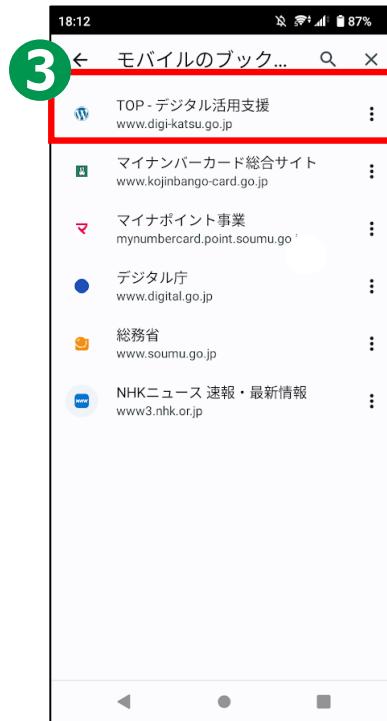 18:12 87%
3
モバイルのブック...
TOP - デジタル活用支援
www.digi-katsu.go.jp
マイナンバーカード総合サイト
www.kojinbango-card.go.jp
マイナポイント事業
mynumbercard.point.soumu.go
デジタル庁
www.digital.go.jp
総務省
www.soumu.go.jp
NHKニュース 速報・最新情報
www3.nhk.or.jp